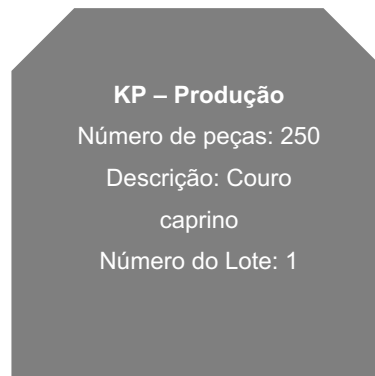 KP – Produção
Número de peças: 250
Descrição: Couro
caprino
Número do Lote: 1